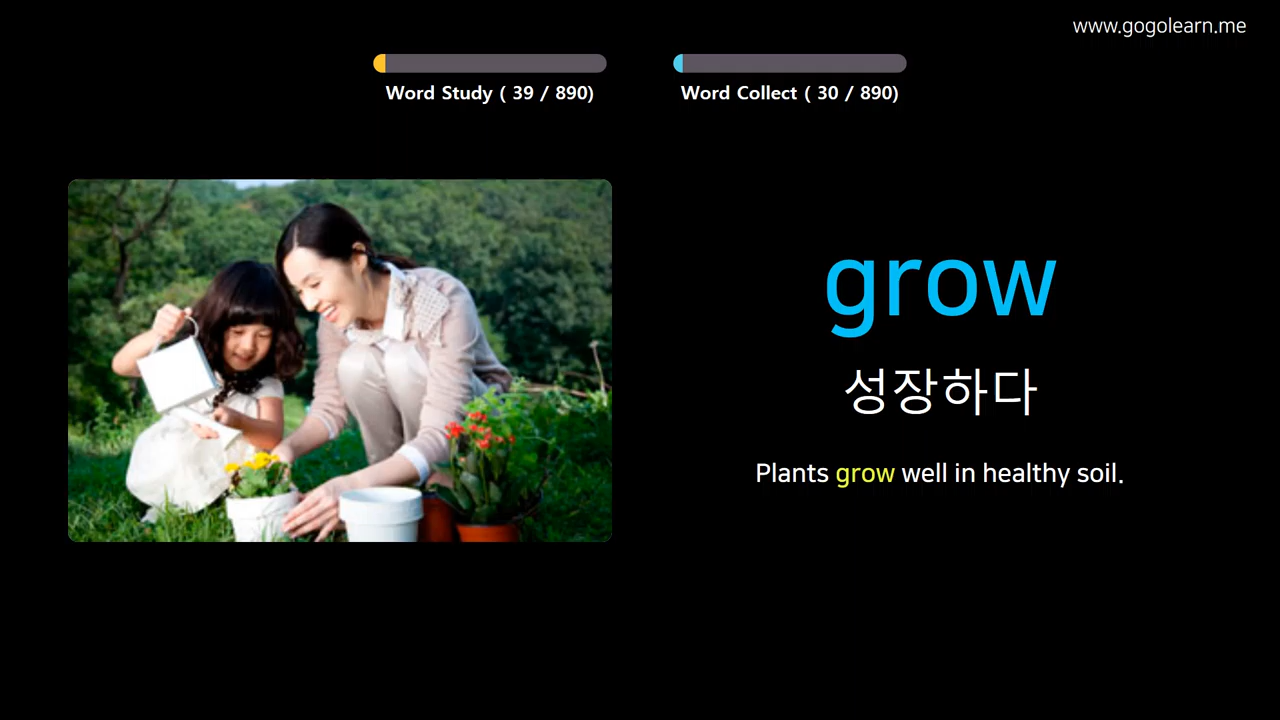 www.gogolearn.me
Word Study ( 39 / 890)
Word Collect ( 30 / 890)
grow
성장하다
Plants grow well in healthy soil.